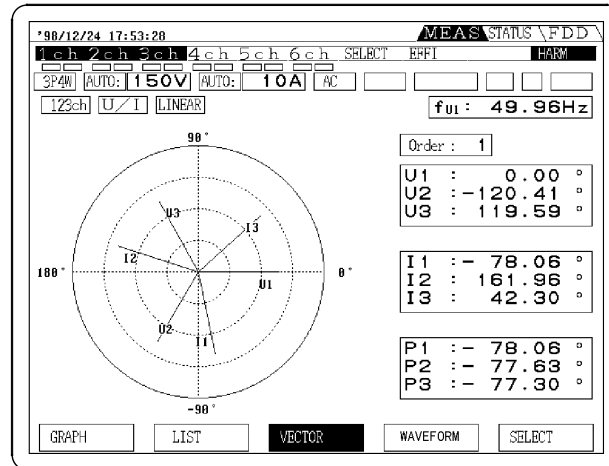 '98/12/24 17:53:28 MEAS STATUS FDD
1ch 2ch 3ch 4ch 5ch 6ch SELECT EFFI HARM
3P4W AUTO: 150V AUTO: 10A AC
123ch U/I LINEAR fU1: 49.96Hz
Order: 1
90°
180°
0°
-90°
U3
I3
I2
U1
U2
I1
U1 : 0.00 °
U2 :-120.41 °
U3 : 119.59 °
I1 :- 78.06 °
I2 : 161.96 °
I3 : 42.30 °
P1 :- 78.06 °
P2 :- 77.63 °
P3 :- 77.30 °
GRAPH LIST VECTOR WAVEFORM SELECT